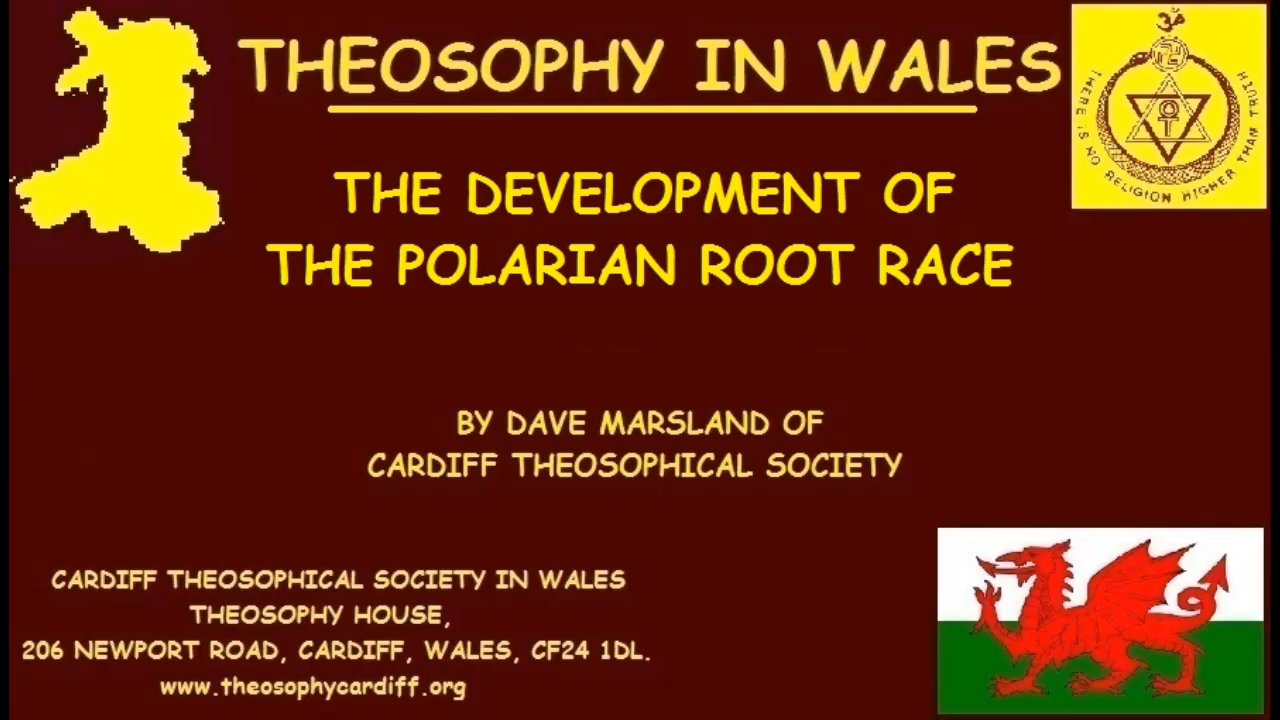 THEOSOPHY IN WALES
THE DEVELOPMENT OF
THE POLARIAN ROOT RACE
BY DAVE MARSLAND OF
CARDIFF THEOSOPHICAL SOCIETY
CARDIFF THEOSOPHICAL SOCIETY IN WALES
THEOSOPHY HOUSE,
206 NEWPORT ROAD, CARDIFF, WALES, CF24 1DL.
www.theosophycardiff.org
ॐ
THERE IS NO RELIGION HIGHER THAN TRUTH